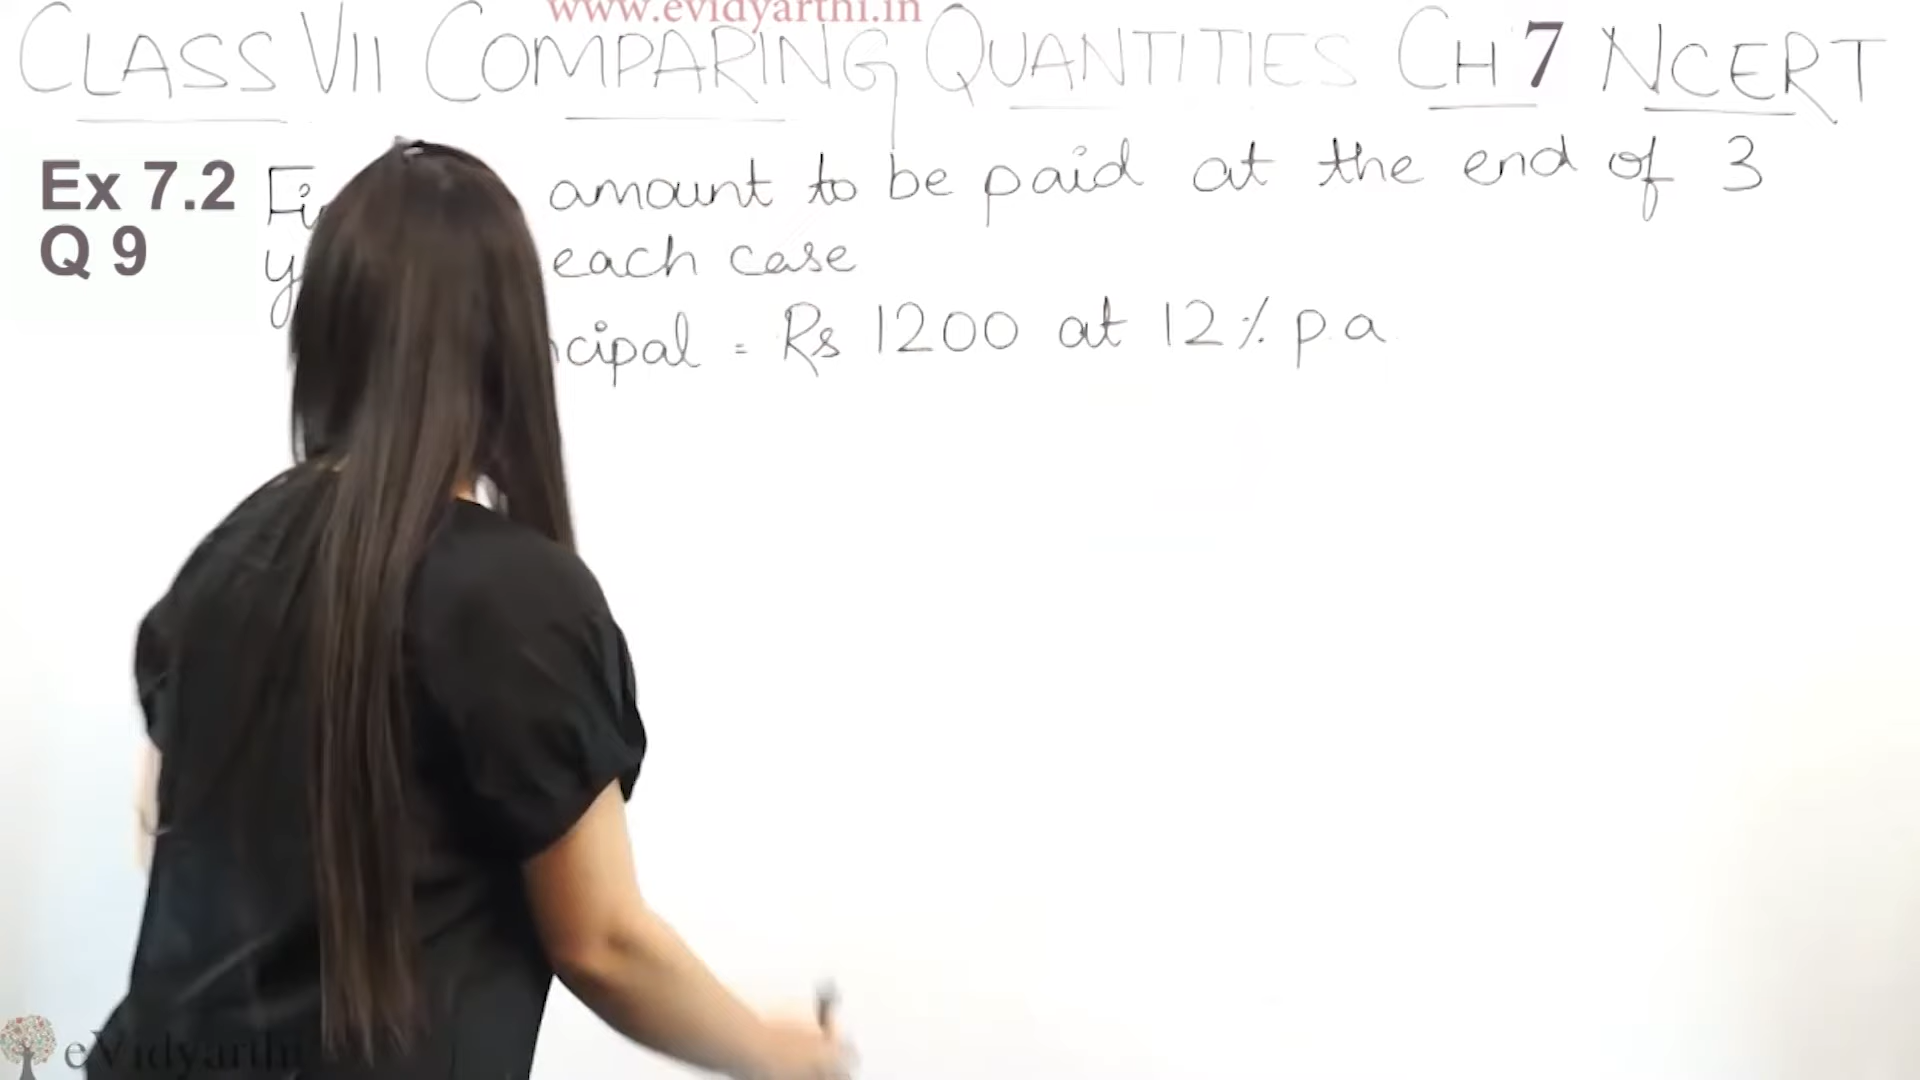 www.evidyarthi.in
CLASS VII COMPARING QUANTITIES CH 7 NCERT
Ex 7.2 amount to be paid at the end of 3
Q 9 each case
= Rs 1200 at 12% p.a
eVidyarthi